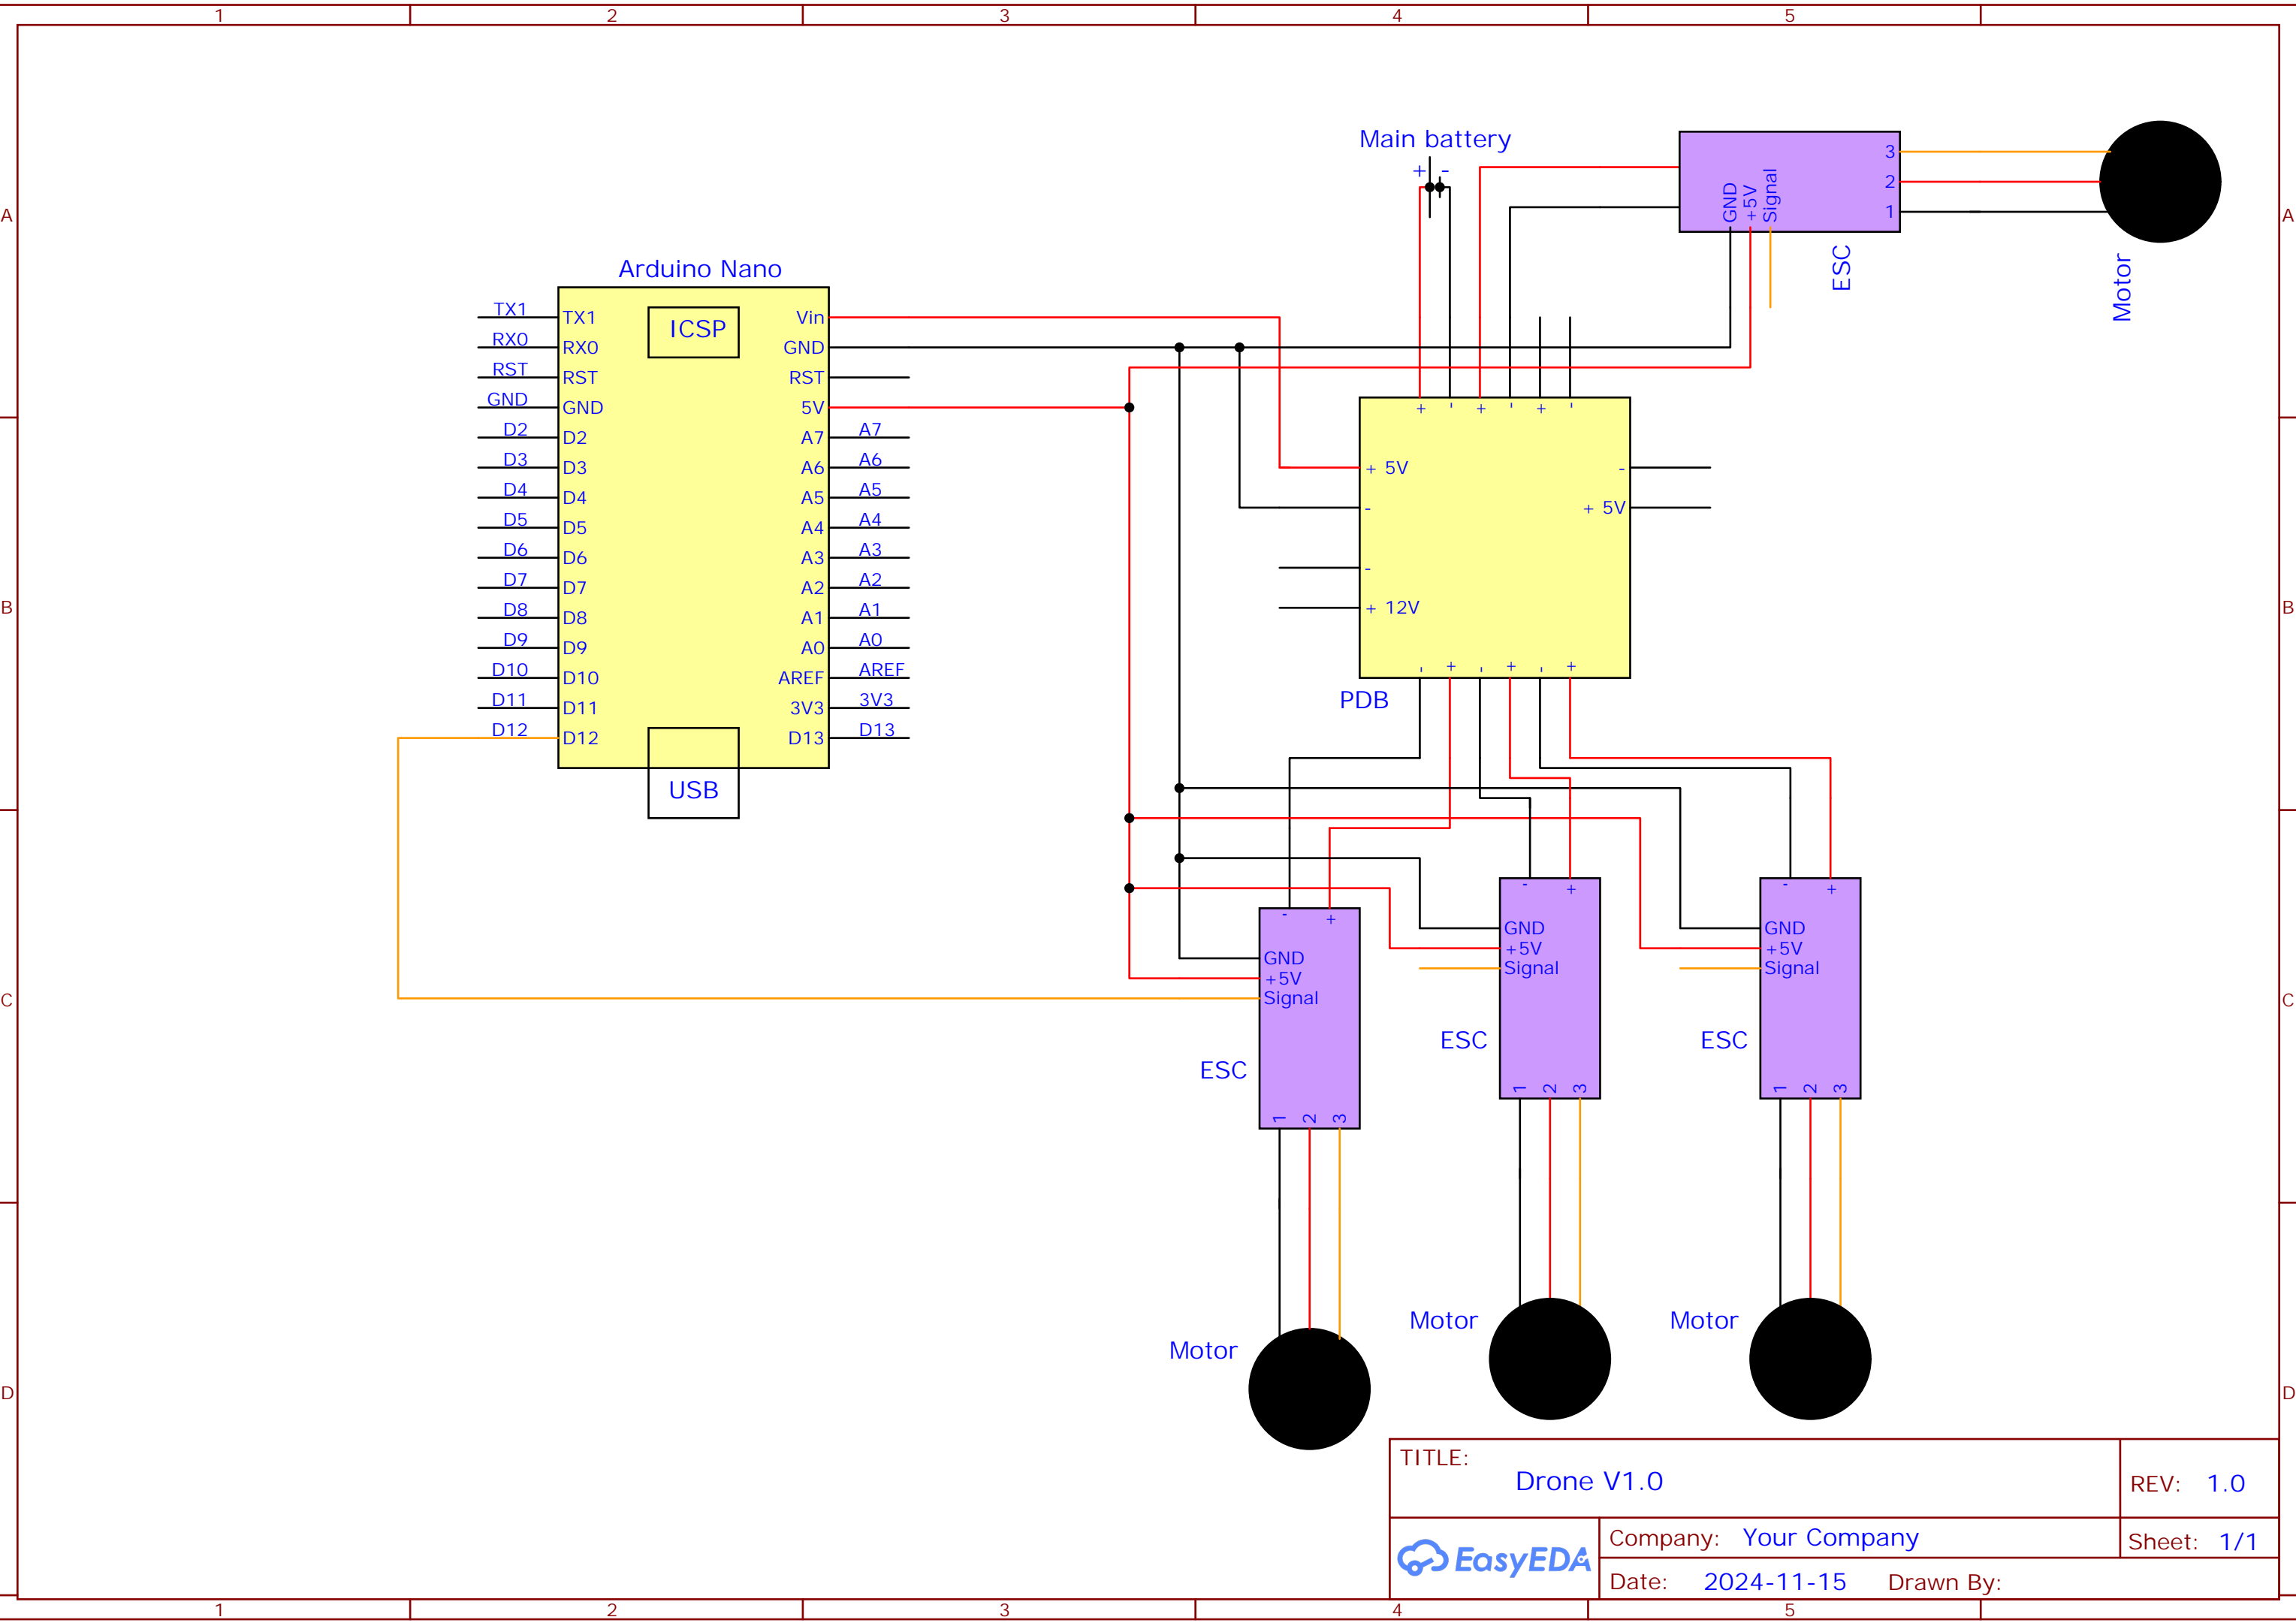 1 2 3 4 5
A A
B B
C C
D D
Main battery
+ -
3
2
1
GND
+5V
Signal
ESC
Motor
Arduino Nano
ICSP
TX1 TX1 Vin
RX0 RX0 GND
RST RST RST
GND GND 5V
D2 D2 A7 A7
D3 D3 A6 A6
D4 D4 A5 A5
D5 D5 A4 A4
D6 D6 A3 A3
D7 D7 A2 A2
D8 D8 A1 A1
D9 D9 A0 A0
D10 D10 AREF AREF
D11 D11 3V3 3V3
D12 D12 D13 D13
USB
+ - + - + -
+ 5V -
- + 5V
-
+ 12V
- + - + - +
PDB
- +
GND
+5V
Signal
ESC
1 2 3
Motor
- +
GND
+5V
Signal
ESC
1 2 3
Motor
- +
GND
+5V
Signal
ESC
1 2 3
Motor
TITLE:
Drone V1.0
REV: 1.0
EasyEDA
Company: Your Company
Sheet: 1/1
Date: 2024-11-15 Drawn By:
1 2 3 4 5